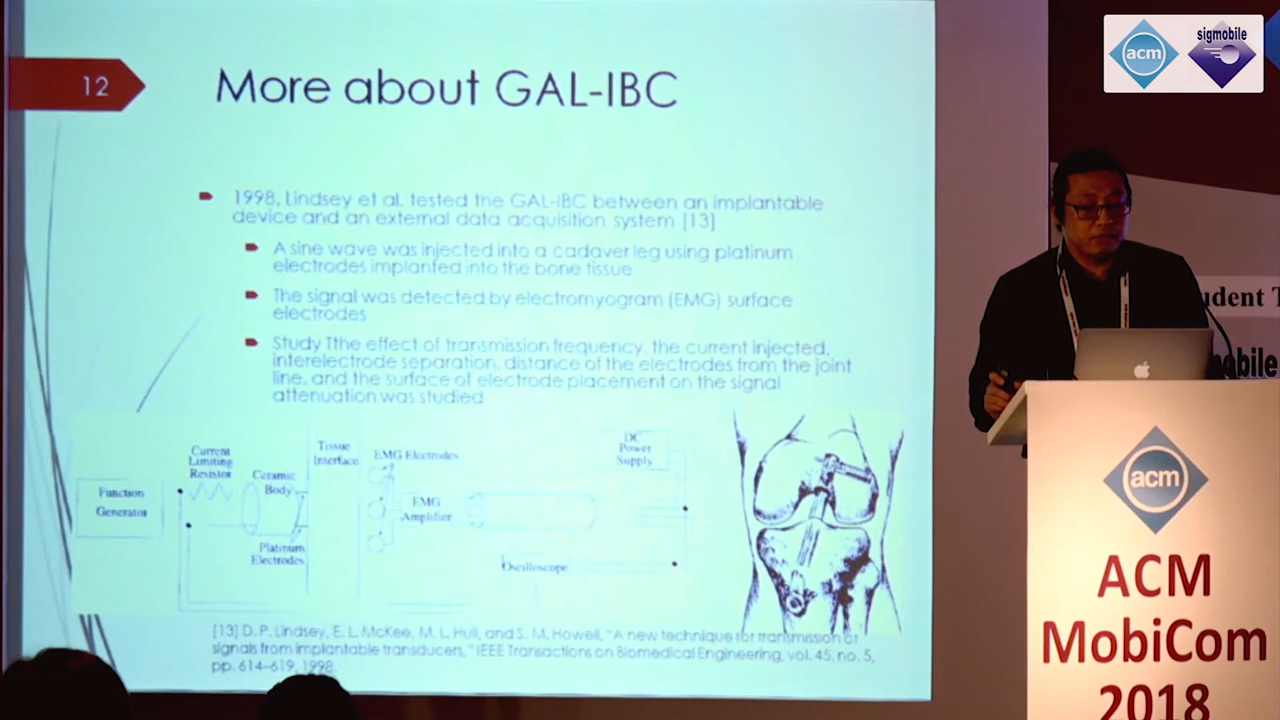 12
More about GAL-IBC
1998, Lindsey et al. tested the GAL-IBC between an implantable
device and an external data acquisition system [13]
A sine wave was injected into a cadaver leg using platinum
electrodes implanted into the bone tissue
The signal was detected by electromyogram (EMG) surface
electrodes
Study Tthe effect of transmission frequency, the current injected,
interelectrode separation, distance of the electrodes from the joint
line, and the surface of electrode placement on the signal
attenuation was studied
Function
Generator
Current
Limiting
Resistor
Ceramic
Body
Platinum
Electrodes
Tissue
Interface
EMG Electrodes
EMG
Amplifier
DC
Power
Supply
Oscilloscope
[13] D. P. Lindsey, E. L. McKee, M. L. Hull, and S. M. Howell, "A new technique for transmission of
signals from implantable transducers," IEEE Transactions on Biomedical Engineering, vol. 45, no. 5,
pp. 614–619, 1998.
acm
sigmobile
udent T
mobile
acm
ACM
MobiCom
2018